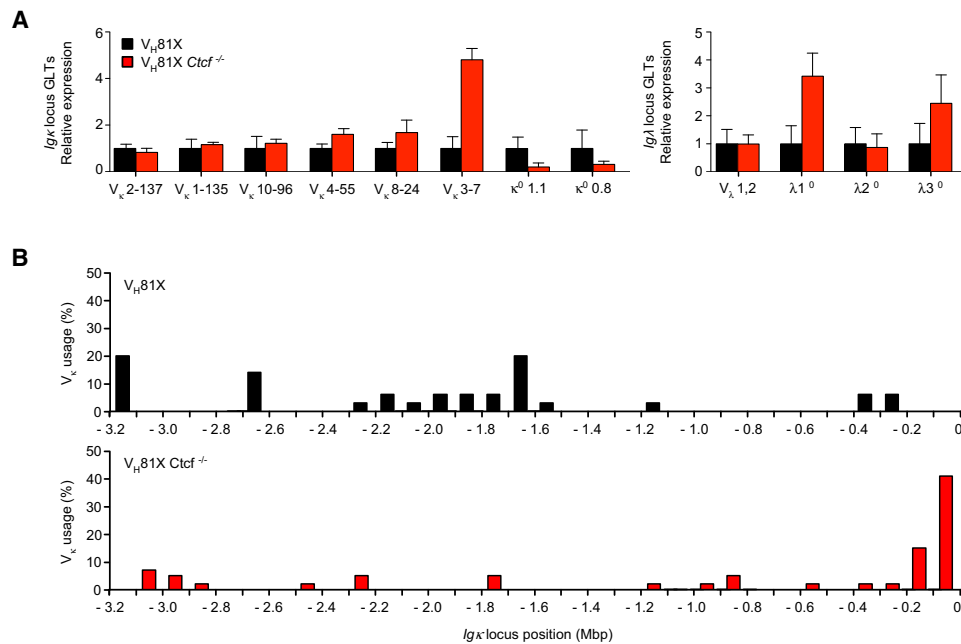 A
Igκ locus GLTs
Relative expression
6
4
2
0
VH81X
VH81X Ctcf -/-
Vκ 2-137 Vκ 1-135 Vκ 10-96 Vκ 4-55 Vκ 8-24 Vκ 3-7 κ0 1.1 κ0 0.8
Igλ locus GLTs
Relative expression
5
4
3
2
1
0
Vλ 1,2 λ1 0 λ2 0 λ3 0
B
Vκ usage (%)
50
40
30
20
10
0
VH81X
- 3.2 - 3.0 - 2.8 - 2.6 - 2.4 - 2.2 - 2.0 - 1.8 - 1.6 - 1.4 - 1.2 - 1.0 - 0.8 - 0.6 - 0.4 - 0.2 0
Vκ usage (%)
50
40
30
20
10
0
VH81X Ctcf -/-
- 3.2 - 3.0 - 2.8 - 2.6 - 2.4 - 2.2 - 2.0 - 1.8 - 1.6 - 1.4 - 1.2 - 1.0 - 0.8 - 0.6 - 0.4 - 0.2 0
Igκ locus position (Mbp)